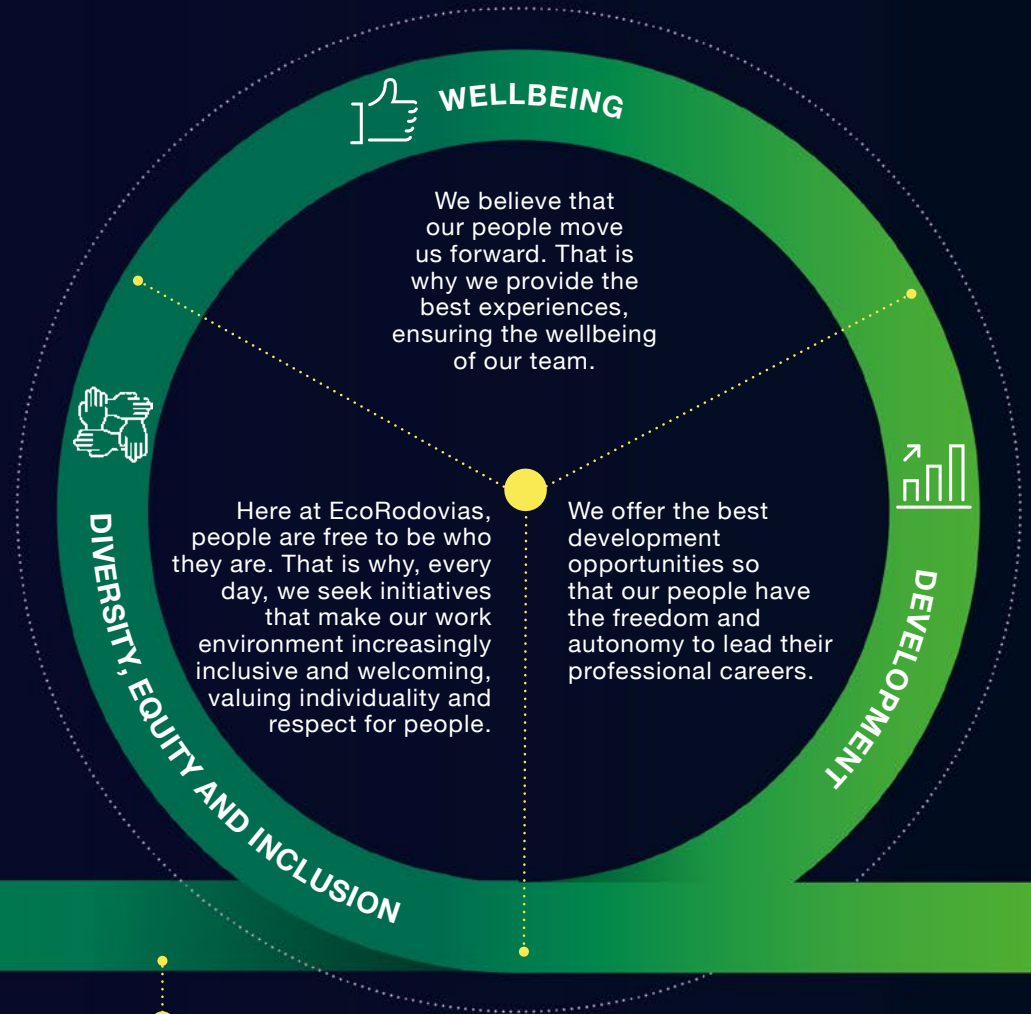 WELLBEING
We believe that
our people move
us forward. That is
why we provide the
best experiences,
ensuring the wellbeing
of our team.
DIVERSITY, EQUITY AND INCLUSION
Here at EcoRodovias,
people are free to be who
they are. That is why, every
day, we seek initiatives
that make our work
environment increasingly
inclusive and welcoming,
valuing individuality and
respect for people.
DEVELOPMENT
We offer the best
development
opportunities so
that our people have
the freedom and
autonomy to lead their
professional careers.